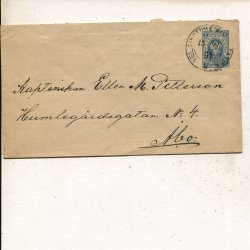 Kaptenskan Ellen M. Petterson
Humlegårdsgatan N. 4.
Åbo.